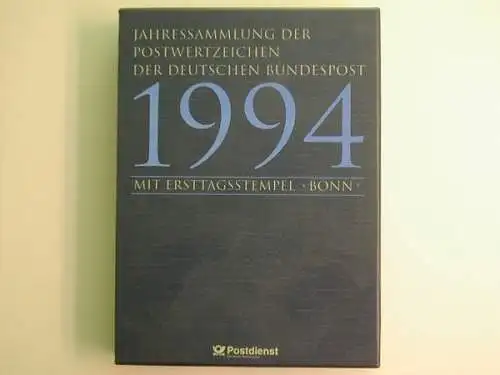 JAHRESSAMMLUNG DER
POSTWERTZEICHEN
DER DEUTSCHEN BUNDESPOST
1994
MIT ERSTTAGSSTEMPEL »BONN«
Postdienst